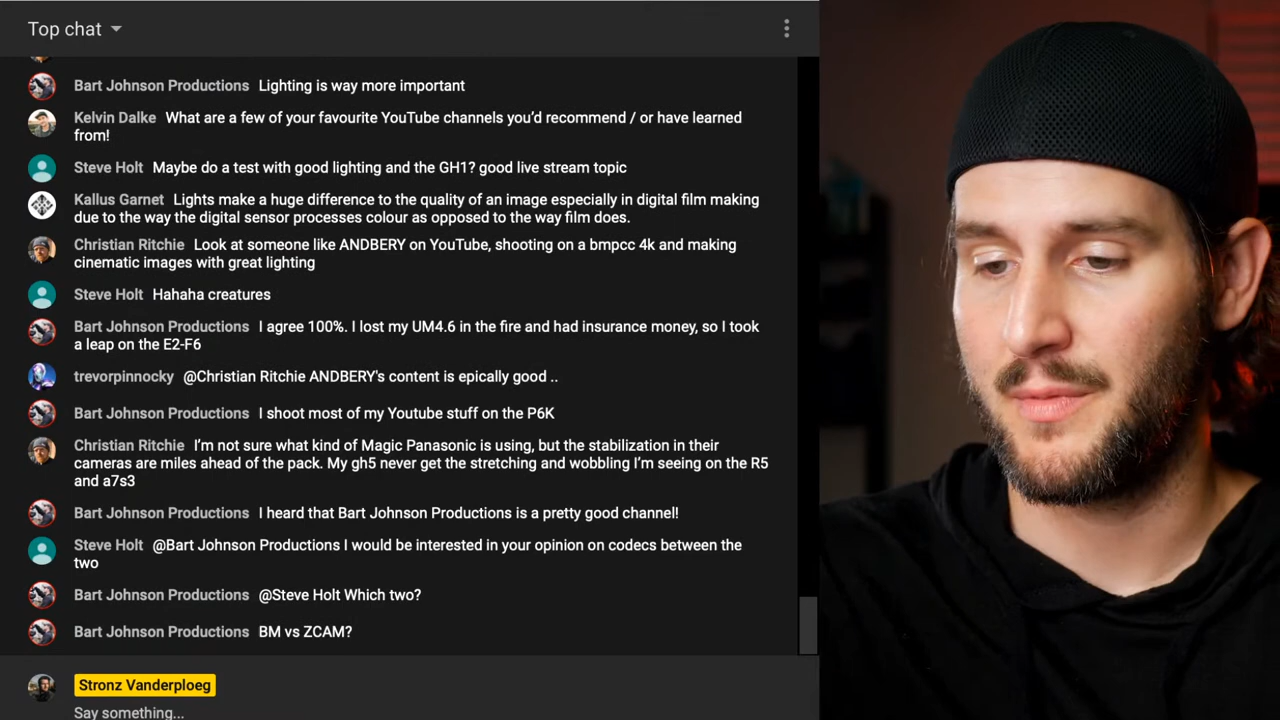 Top chat
Bart Johnson Productions Lighting is way more important
Kelvin Dalke What are a few of your favourite YouTube channels you'd recommend / or have learned
from!
Steve Holt Maybe do a test with good lighting and the GH1? good live stream topic
Kallus Garnet Lights make a huge difference to the quality of an image especially in digital film making
due to the way the digital sensor processes colour as opposed to the way film does.
Christian Ritchie Look at someone like ANDBERY on YouTube, shooting on a bmpcc 4k and making
cinematic images with great lighting
Steve Holt Hahaha creatures
Bart Johnson Productions I agree 100%. I lost my UM4.6 in the fire and had insurance money, so I took
a leap on the E2-F6
trevorpinnocky @Christian Ritchie ANDBERY's content is epically good ..
Bart Johnson Productions I shoot most of my Youtube stuff on the P6K
Christian Ritchie I'm not sure what kind of Magic Panasonic is using, but the stabilization in their
cameras are miles ahead of the pack. My gh5 never get the stretching and wobbling I'm seeing on the R5
and a7s3
Bart Johnson Productions I heard that Bart Johnson Productions is a pretty good channel!
Steve Holt @Bart Johnson Productions I would be interested in your opinion on codecs between the
two
Bart Johnson Productions @Steve Holt Which two?
Bart Johnson Productions BM vs ZCAM?
Stronz Vanderploeg
Say something...